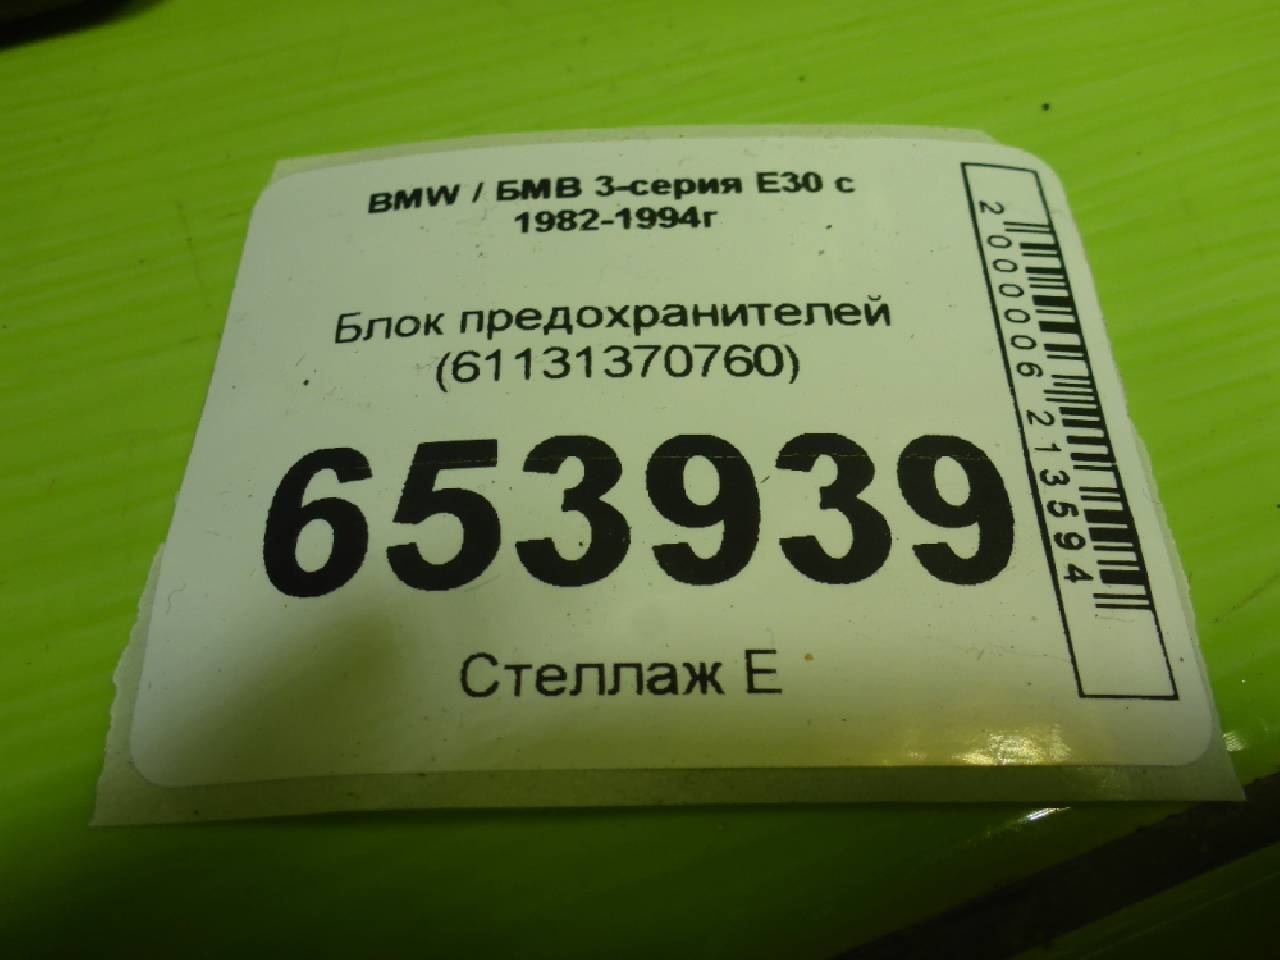 BMW / БМВ 3-серия E30 с
1982-1994г
Блок предохранителей
(61131370760)
653939
Стеллаж Е
2000006213594